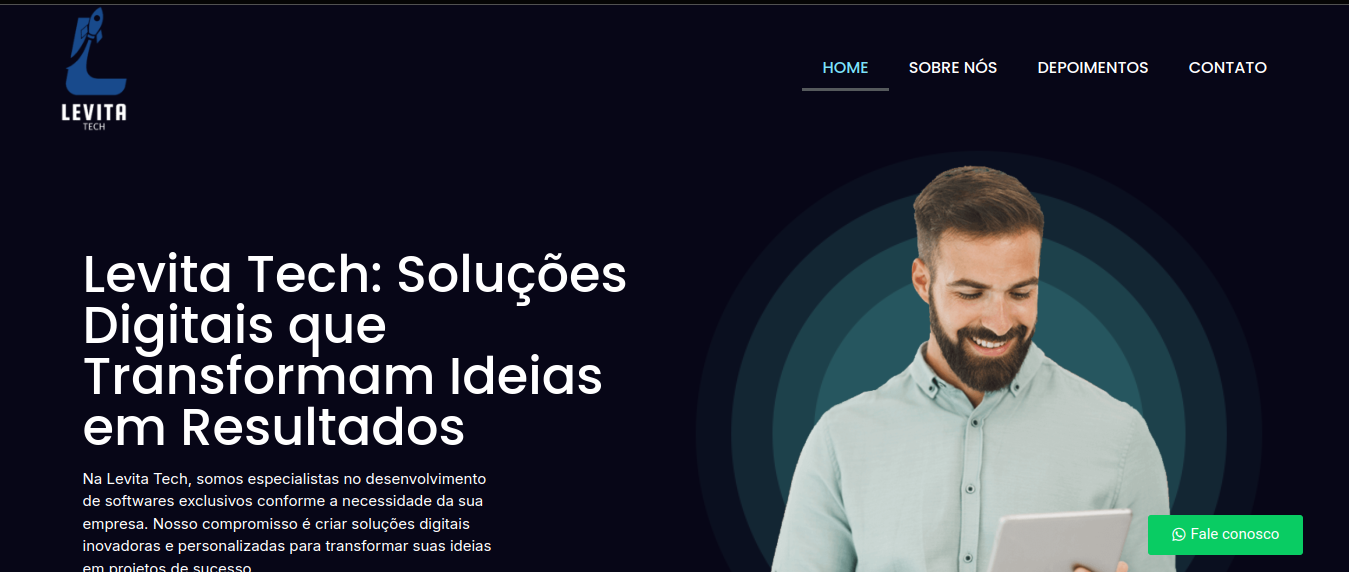 LEVITA
TECH
HOME SOBRE NÓS DEPOIMENTOS CONTATO
Levita Tech: Soluções
Digitais que
Transformam Ideias
em Resultados
Na Levita Tech, somos especialistas no desenvolvimento
de softwares exclusivos conforme a necessidade da sua
empresa. Nosso compromisso é criar soluções digitais
inovadoras e personalizadas para transformar suas ideias
em projetos de sucesso
Fale conosco